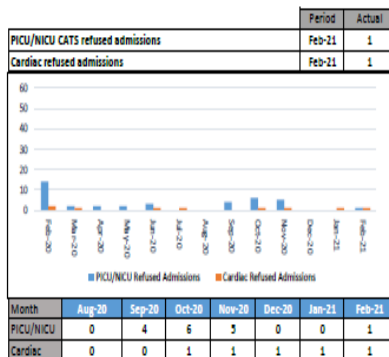 Period Actual
PICU/NICU CATS refused admissions Feb-21 1
Cardiac refused admissions Feb-21 1
60
50
40
30
20
10
0
Feb-20 Mar-20 Apr-20 May-20 Jun-20 Jul-20 Aug-20 Sep-20 Oct-20 Nov-20 Dec-20 Jan-21 Feb-21
PICU/NICU Refused Admissions Cardiac Refused Admissions
Month Aug-20 Sep-20 Oct-20 Nov-20 Dec-20 Jan-21 Feb-21
PICU/NICU 0 4 6 5 0 0 1
Cardiac 0 0 1 1 1 1 1